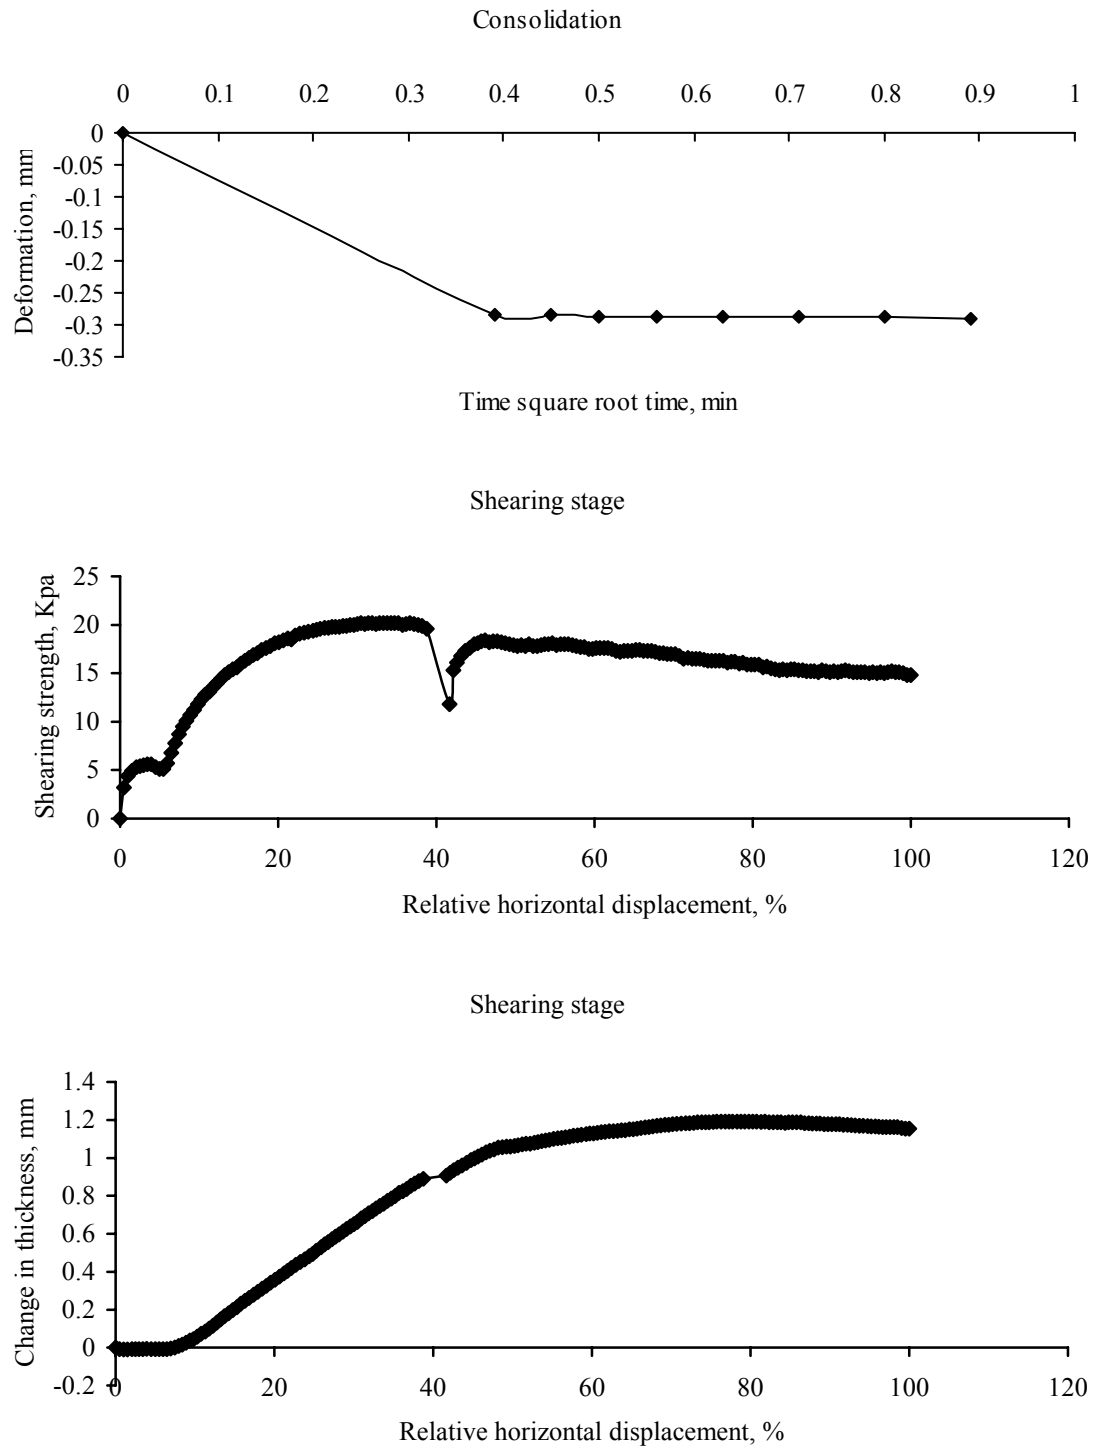 Consolidation
0 0.1 0.2 0.3 0.4 0.5 0.6 0.7 0.8 0.9 1
0
-0.05
-0.1
-0.15
-0.2
-0.25
-0.3
-0.35
Deformation, mm
Time square root time, min
Shearing stage
25
20
15
10
5
0
Shearing strength, Kpa
0 20 40 60 80 100 120
Relative horizontal displacement, %
Shearing stage
1.4
1.2
1
0.8
0.6
0.4
0.2
0
-0.2
Change in thickness, mm
0 20 40 60 80 100 120
Relative horizontal displacement, %